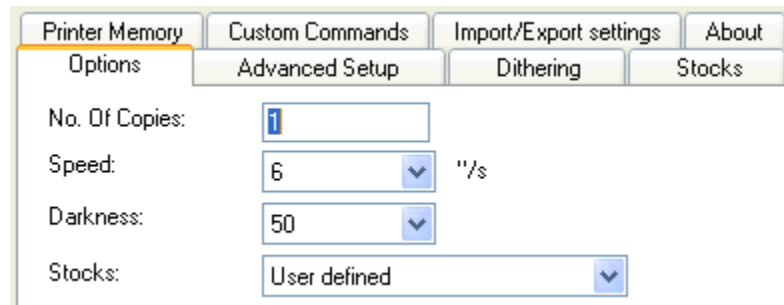 Printer Memory Custom Commands Import/Export settings About
Options Advanced Setup Dithering Stocks
No. Of Copies: 1
Speed: 6 "/s
Darkness: 50
Stocks: User defined